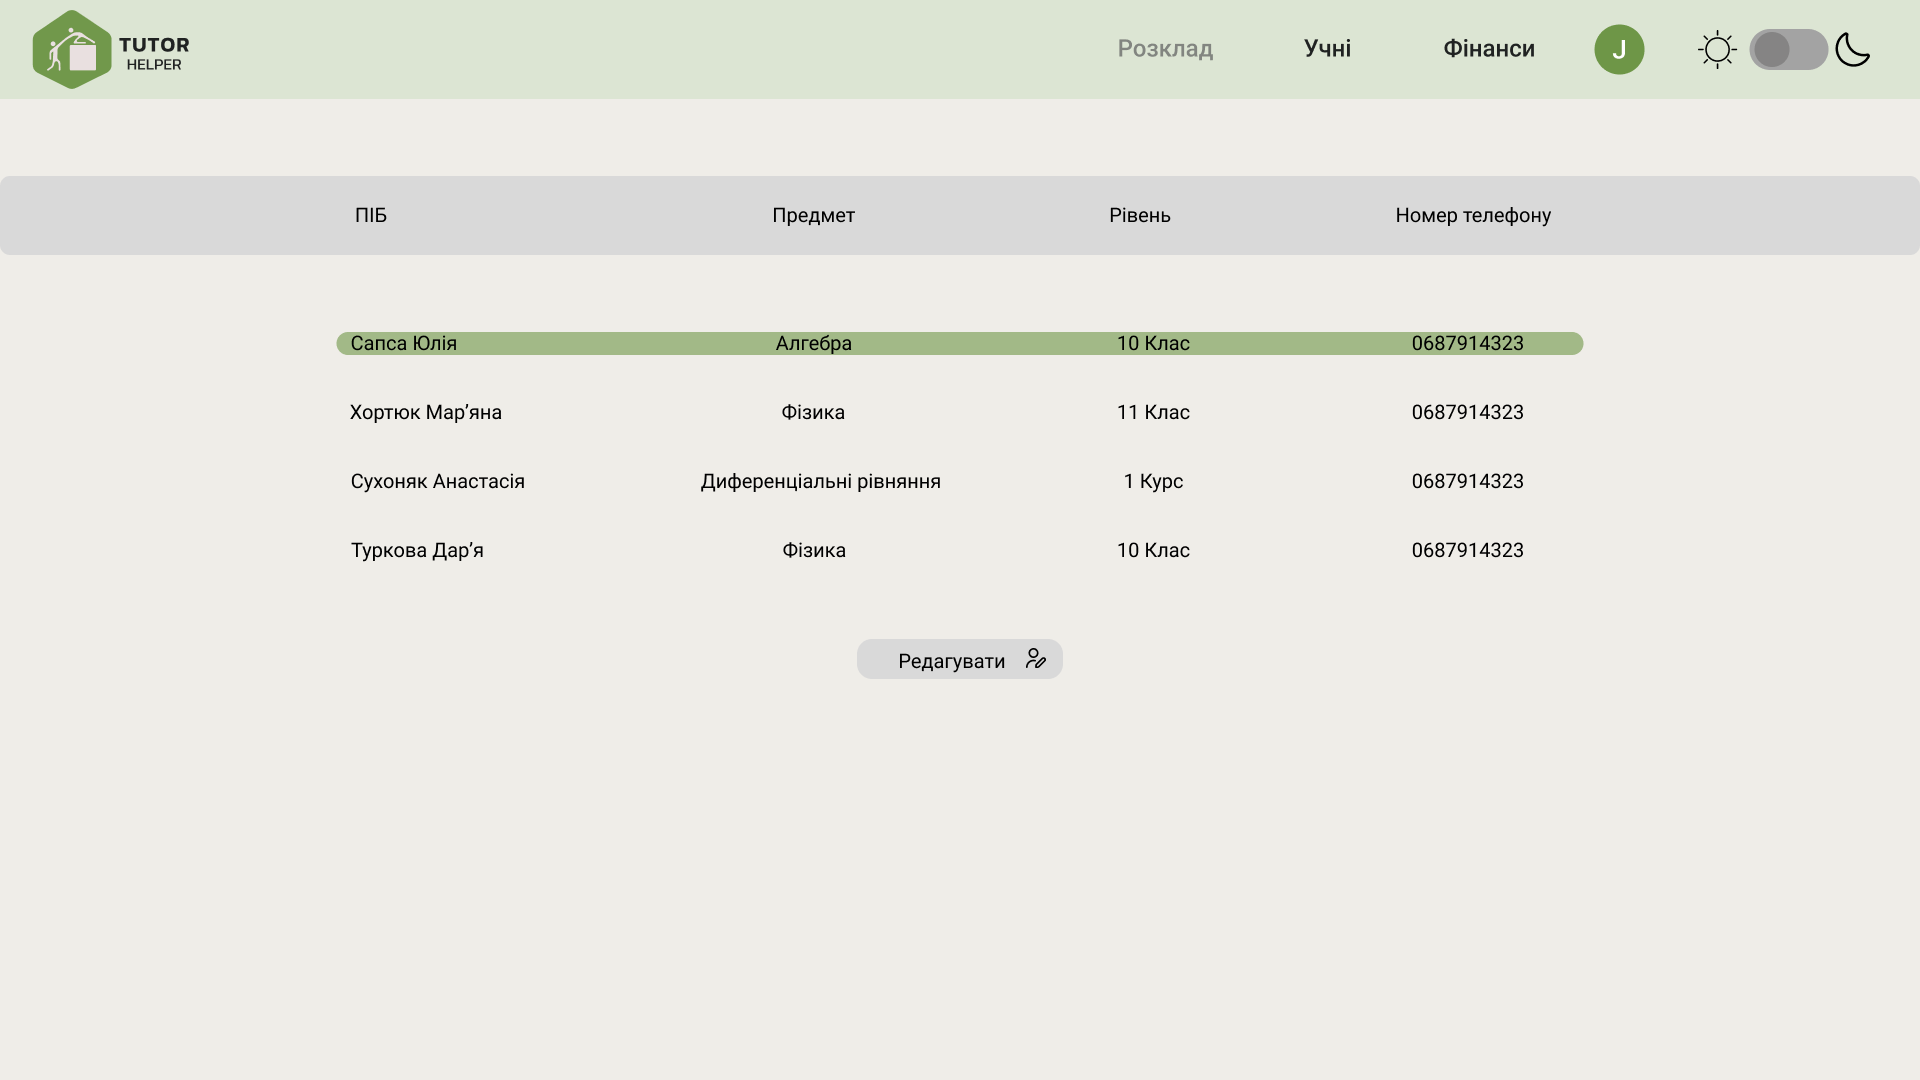 TUTOR
HELPER
Розклад Учні Фінанси J
ПІБ Предмет Рівень Номер телефону
Сапса Юлія Алгебра 10 Клас 0687914323
Хортюк Мар’яна Фізика 11 Клас 0687914323
Сухоняк Анастасія Диференціальні рівняння 1 Курс 0687914323
Туркова Дар’я Фізика 10 Клас 0687914323
Редагувати